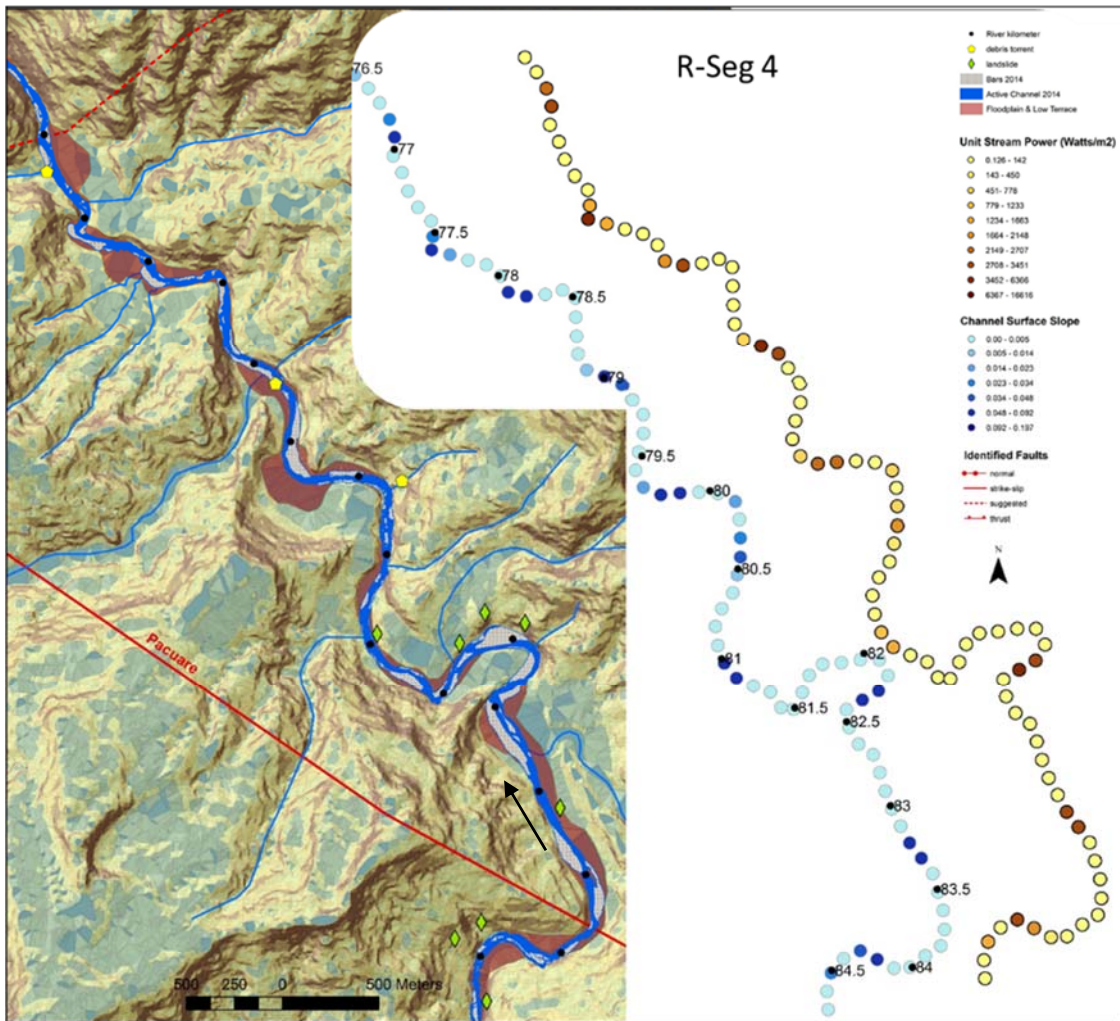 R-Seg 4
River kilometer
debris torrent
landslide
Bars 2014
Active Channel 2014
Floodplain & Low Terrace
Unit Stream Power (Watts/m2)
0.126 - 142
143 - 450
451- 778
779 - 1233
1234 - 1663
1664 - 2148
2149 - 2707
2708 - 3451
3452 - 6366
6367 - 16616
Channel Surface Slope
0.00 - 0.005
0.005 - 0.014
0.014 - 0.023
0.023 - 0.034
0.034 - 0.048
0.048 - 0.092
0.092 - 0.197
Identified Faults
normal
strike-slip
suggested
thrust
N
76.5
77
77.5
78
78.5
79
79.5
80
80.5
81
82
81.5
82.5
83
83.5
84
84.5
Pacuare
500 250 0 500 Meters